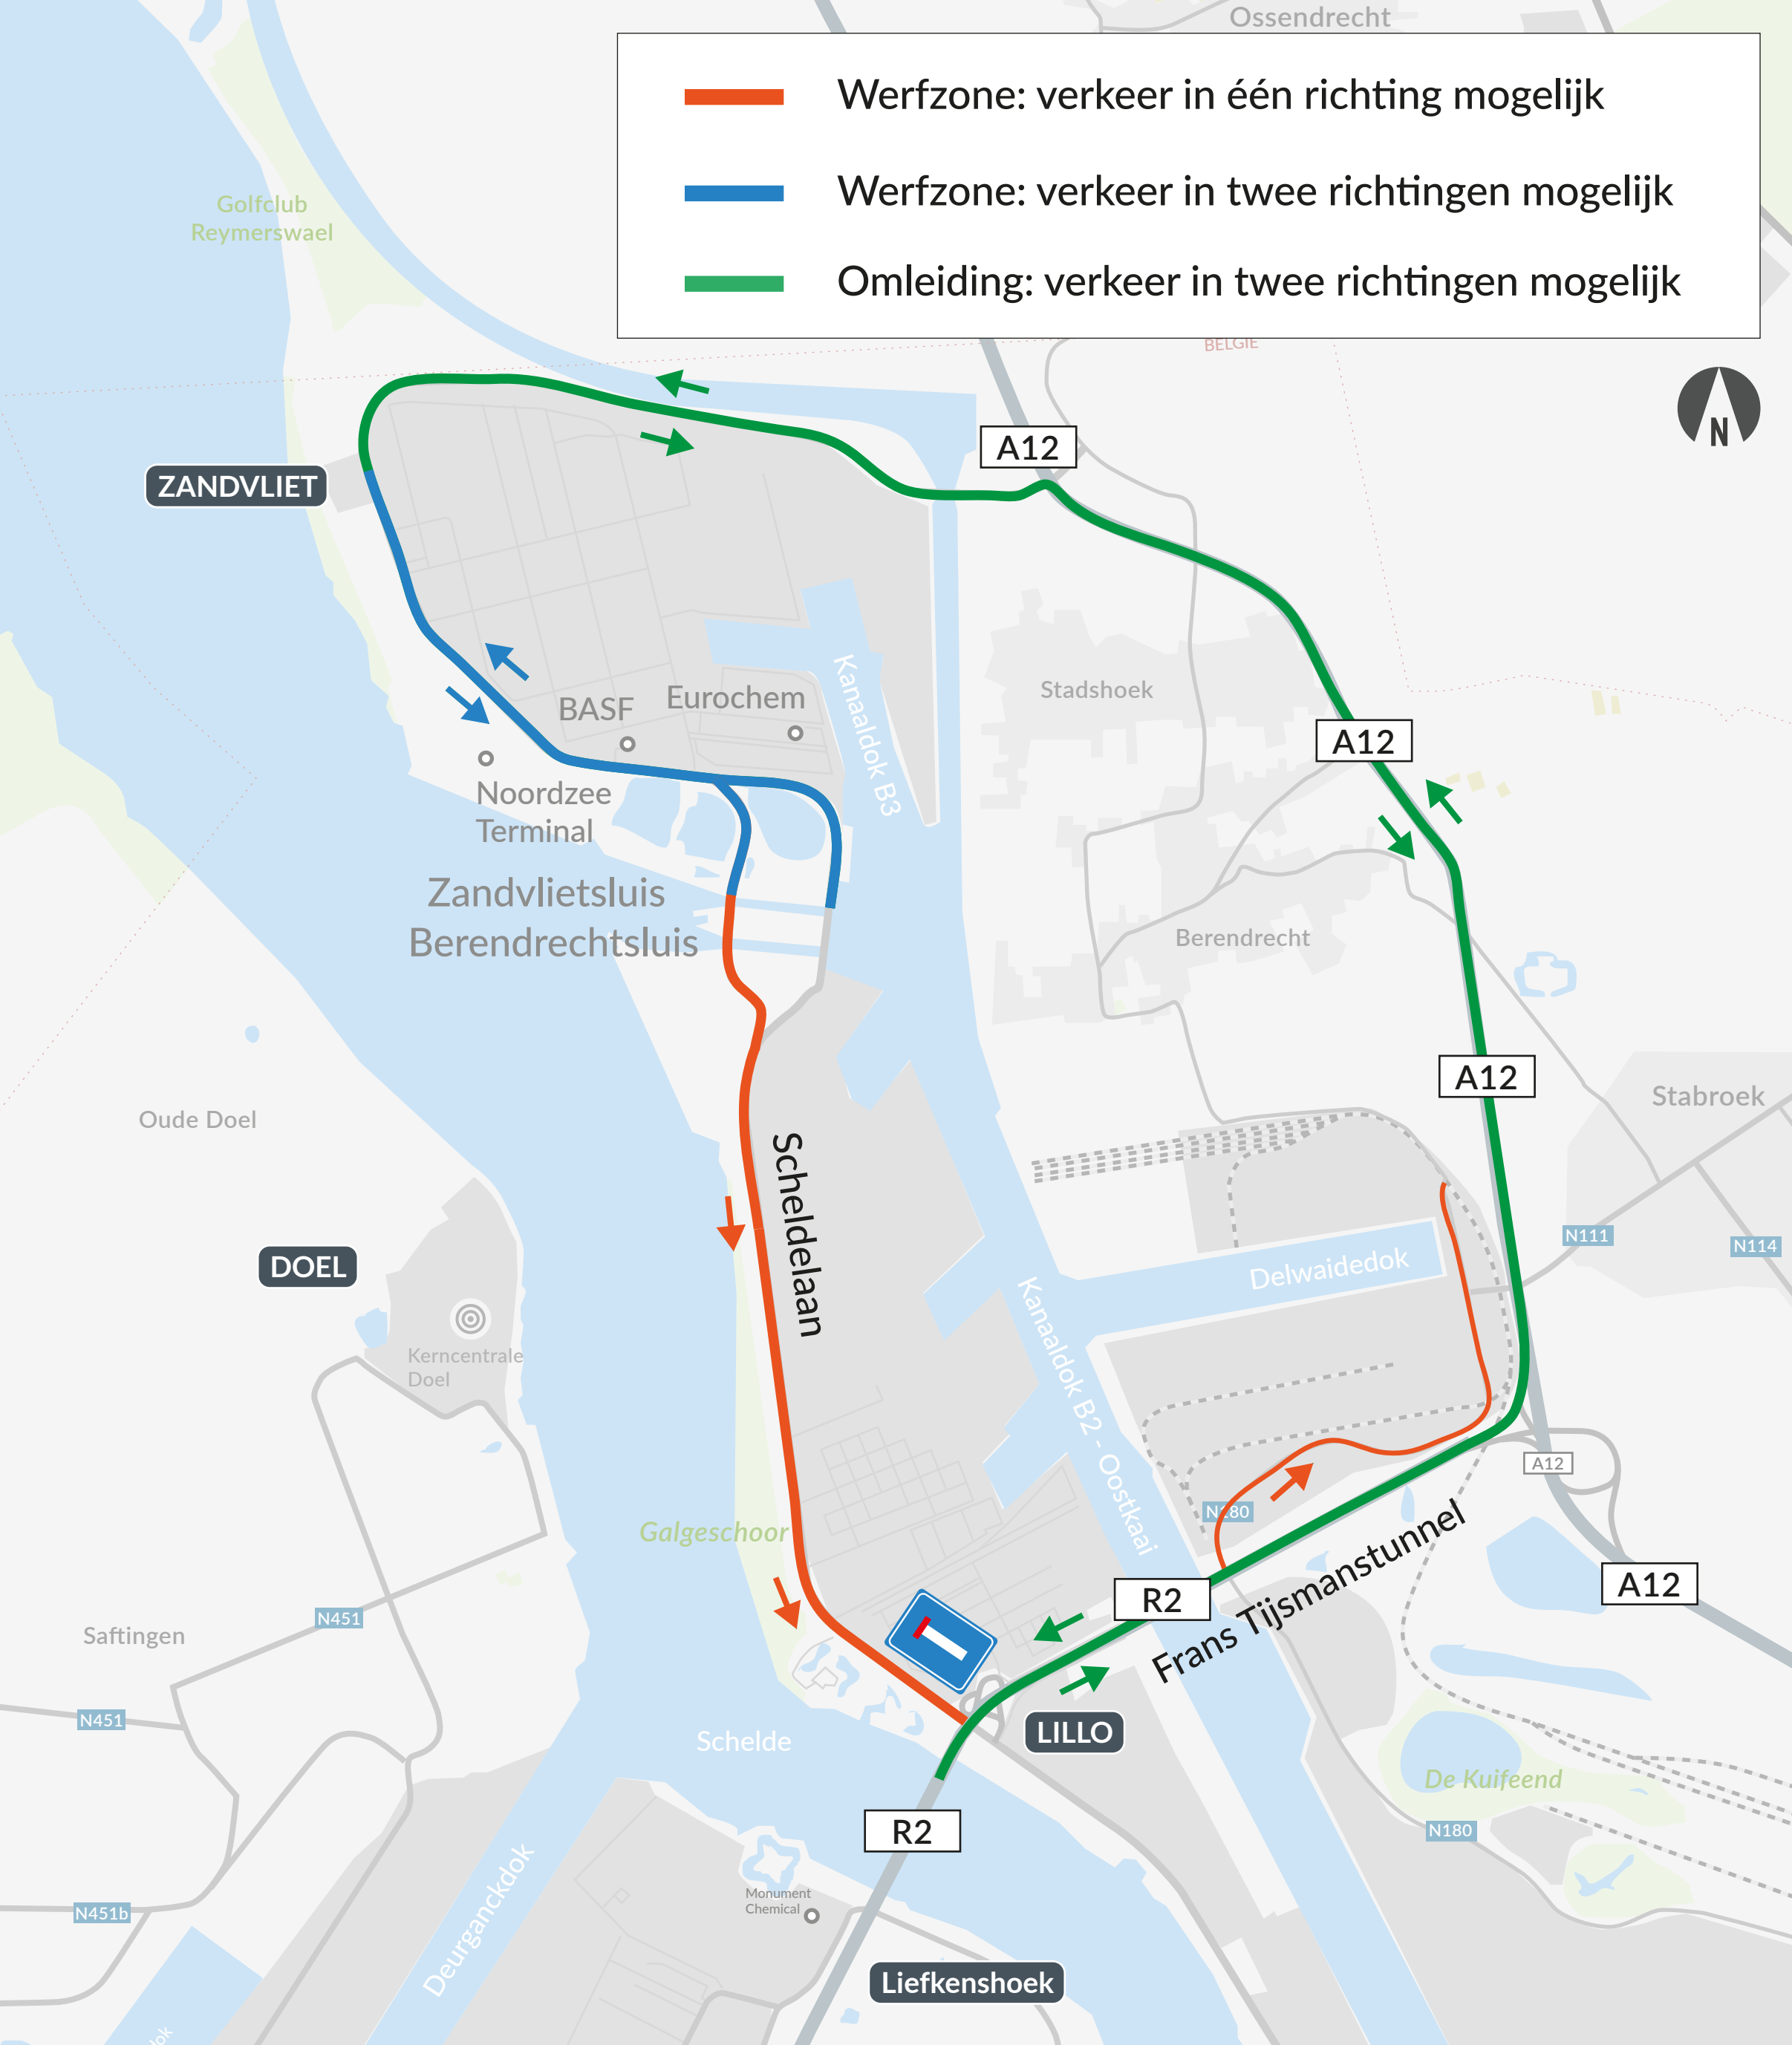 Ossendrecht
Werfzone: verkeer in één richting mogelijk
Werfzone: verkeer in twee richtingen mogelijk
Omleiding: verkeer in twee richtingen mogelijk
Golfclub
Reymerswael
BELGIE
N
A12
ZANDVLIET
Stadshoek
Eurochem
BASF
Kanaaldok B3
A12
Noordzee
Terminal
Zandvlietsluis
Berendrechtsluis
Berendrecht
A12
Stabroek
Oude Doel
Scheldelaan
N111
N114
DOEL
Delwaidedok
Kanaaldok B2 - Oostkaai
Kerncentrale
Doel
A12
N180
Galgeschoor
Frans Tijsmanstunnel
A12
R2
N451
Saftingen
N451
Schelde
LILLO
De Kuifeend
R2
N180
Deurganckdok
Monument
Chemical
N451b
Liefkenshoek